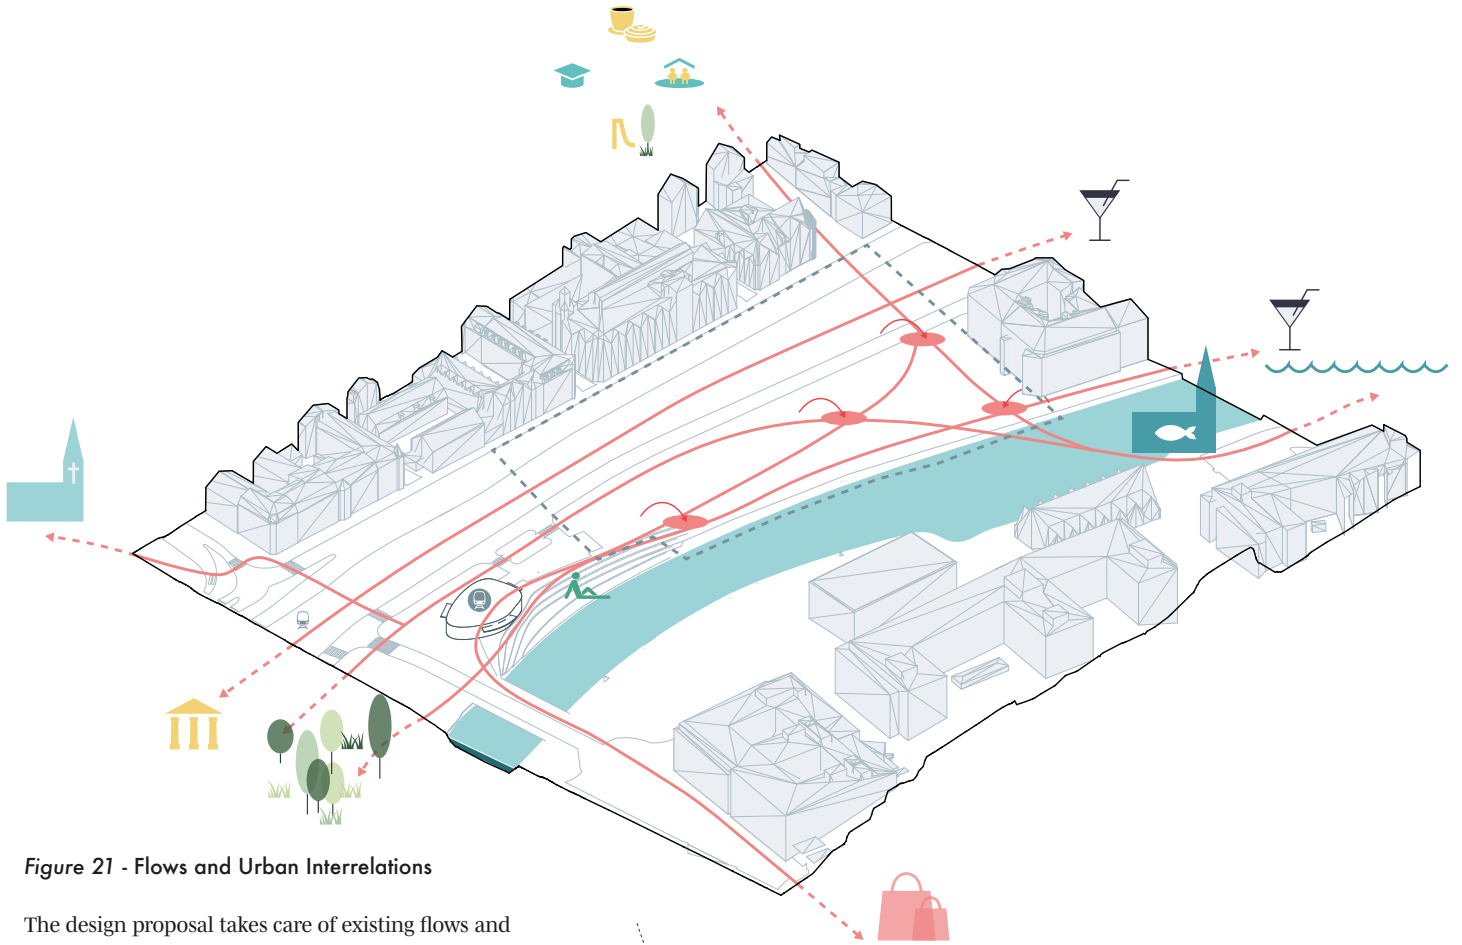 Figure 21 - Flows and Urban Interrelations
The design proposal takes care of existing flows and